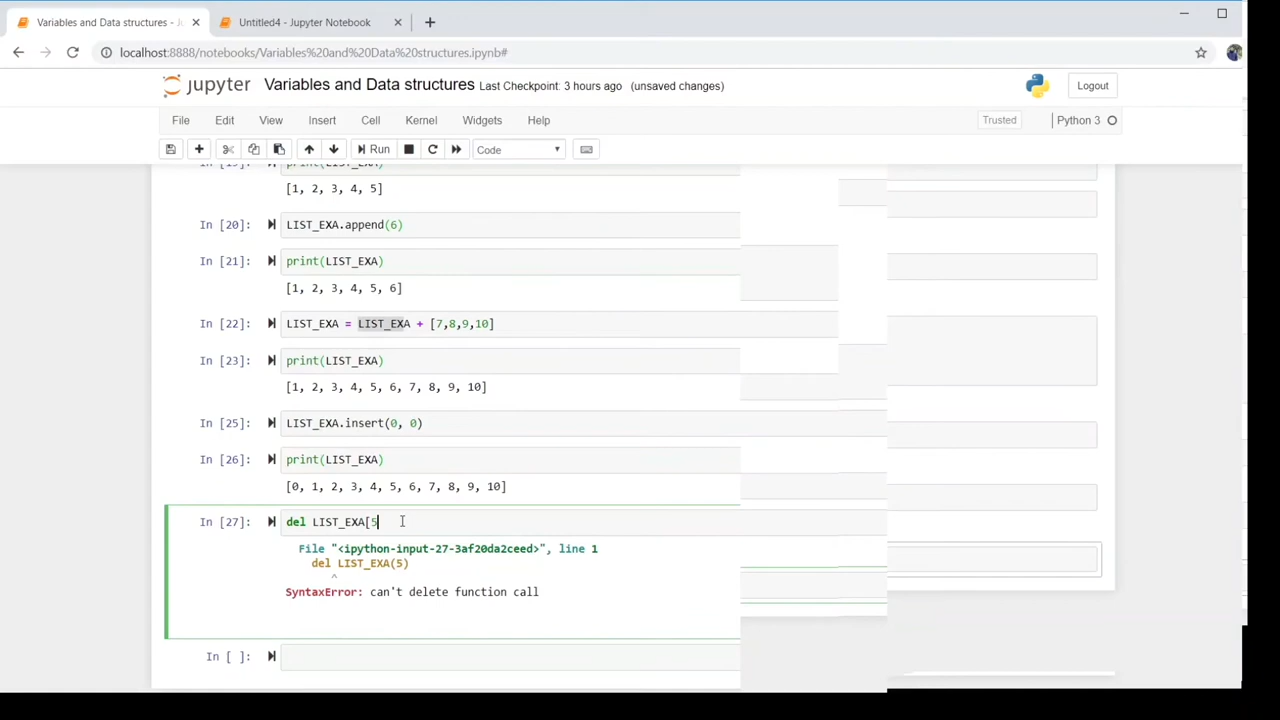 Variables and Data structures - Ju
Untitled4 - Jupyter Notebook
localhost:8888/notebooks/Variables%20and%20Data%20structures.ipynb#
jupyter Variables and Data structures Last Checkpoint: 3 hours ago (unsaved changes)
Logout
File Edit View Insert Cell Kernel Widgets Help
Trusted Python 3
Run Code
print(LIST_EXA)
[1, 2, 3, 4, 5]
In [20]: LIST_EXA.append(6)
In [21]: print(LIST_EXA)
[1, 2, 3, 4, 5, 6]
In [22]: LIST_EXA = LIST_EXA + [7,8,9,10]
In [23]: print(LIST_EXA)
[1, 2, 3, 4, 5, 6, 7, 8, 9, 10]
In [25]: LIST_EXA.insert(0, 0)
In [26]: print(LIST_EXA)
[0, 1, 2, 3, 4, 5, 6, 7, 8, 9, 10]
In [27]: del LIST_EXA[5
File "<ipython-input-27-3af20da2ceed>", line 1
del LIST_EXA(5)
^
SyntaxError: can't delete function call
In [ ]: